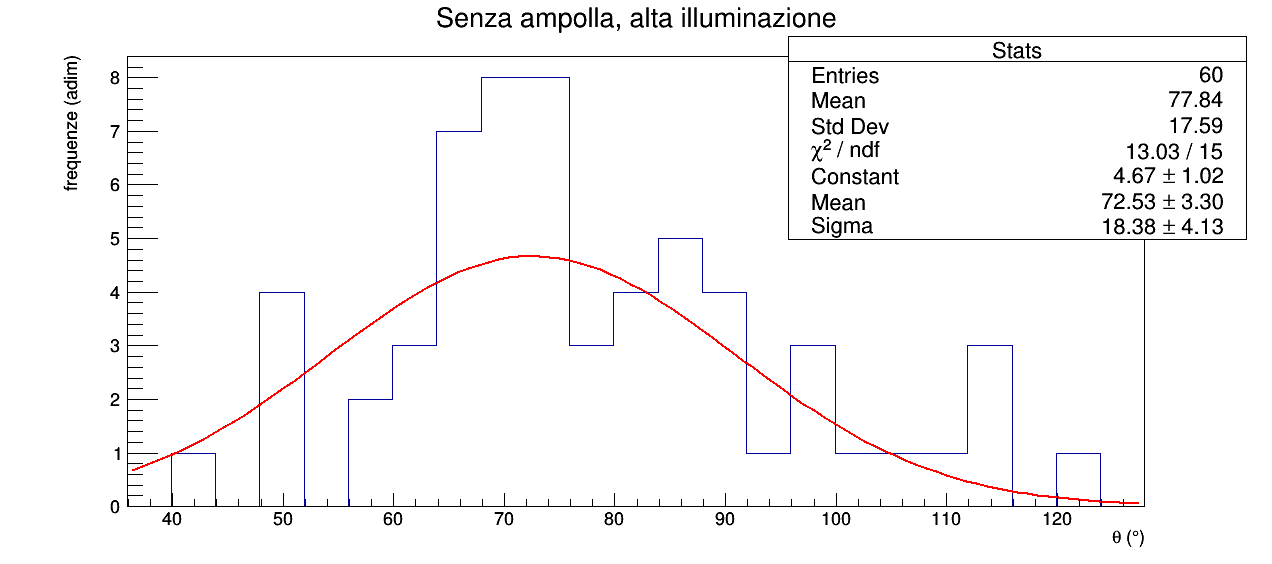 Senza ampolla, alta illuminazione
Stats
Entries 60
Mean 77.84
Std Dev 17.59
χ² / ndf 13.03 / 15
Constant 4.67 ± 1.02
Mean 72.53 ± 3.30
Sigma 18.38 ± 4.13
frequenze (adim)
8
7
6
5
4
3
2
1
0
40 50 60 70 80 90 100 110 120
θ (°)